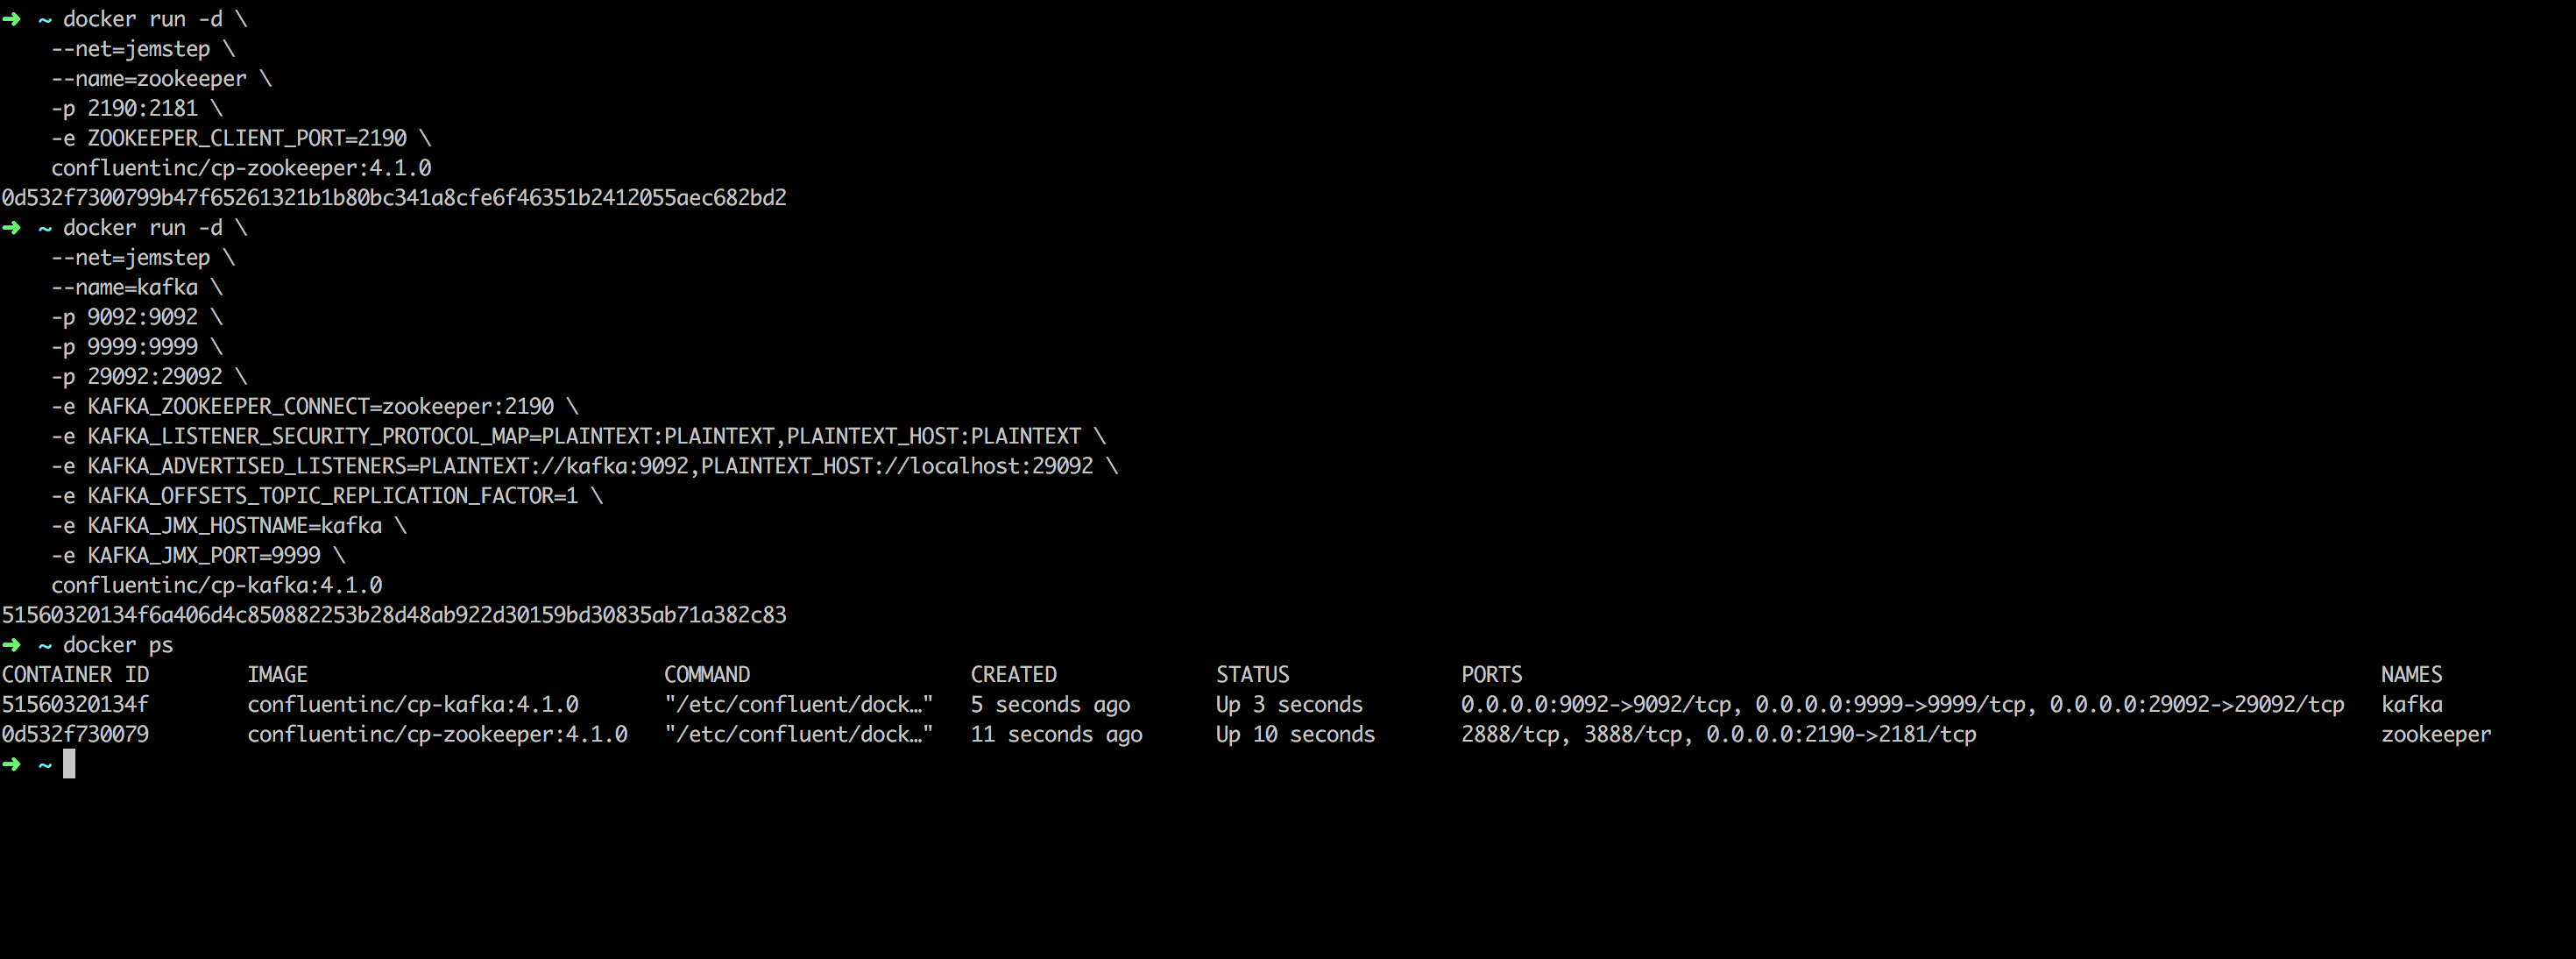 ➜ ~ docker run -d \
--net=jemstep \
--name=zookeeper \
-p 2190:2181 \
-e ZOOKEEPER_CLIENT_PORT=2190 \
confluentinc/cp-zookeeper:4.1.0
0d532f7300799b47f65261321b1b80bc341a8cfe6f46351b2412055aec682bd2
➜ ~ docker run -d \
--net=jemstep \
--name=kafka \
-p 9092:9092 \
-p 9999:9999 \
-p 29092:29092 \
-e KAFKA_ZOOKEEPER_CONNECT=zookeeper:2190 \
-e KAFKA_LISTENER_SECURITY_PROTOCOL_MAP=PLAINTEXT:PLAINTEXT,PLAINTEXT_HOST:PLAINTEXT \
-e KAFKA_ADVERTISED_LISTENERS=PLAINTEXT://kafka:9092,PLAINTEXT_HOST://localhost:29092 \
-e KAFKA_OFFSETS_TOPIC_REPLICATION_FACTOR=1 \
-e KAFKA_JMX_HOSTNAME=kafka \
-e KAFKA_JMX_PORT=9999 \
confluentinc/cp-kafka:4.1.0
51560320134f6a406d4c850882253b28d48ab922d30159bd30835ab71a382c83
➜ ~ docker ps
CONTAINER ID IMAGE COMMAND CREATED STATUS PORTS NAMES
51560320134f confluentinc/cp-kafka:4.1.0 "/etc/confluent/dock…" 5 seconds ago Up 3 seconds 0.0.0.0:9092->9092/tcp, 0.0.0.0:9999->9999/tcp, 0.0.0.0:29092->29092/tcp kafka
0d532f730079 confluentinc/cp-zookeeper:4.1.0 "/etc/confluent/dock…" 11 seconds ago Up 10 seconds 2888/tcp, 3888/tcp, 0.0.0.0:2190->2181/tcp zookeeper
➜ ~